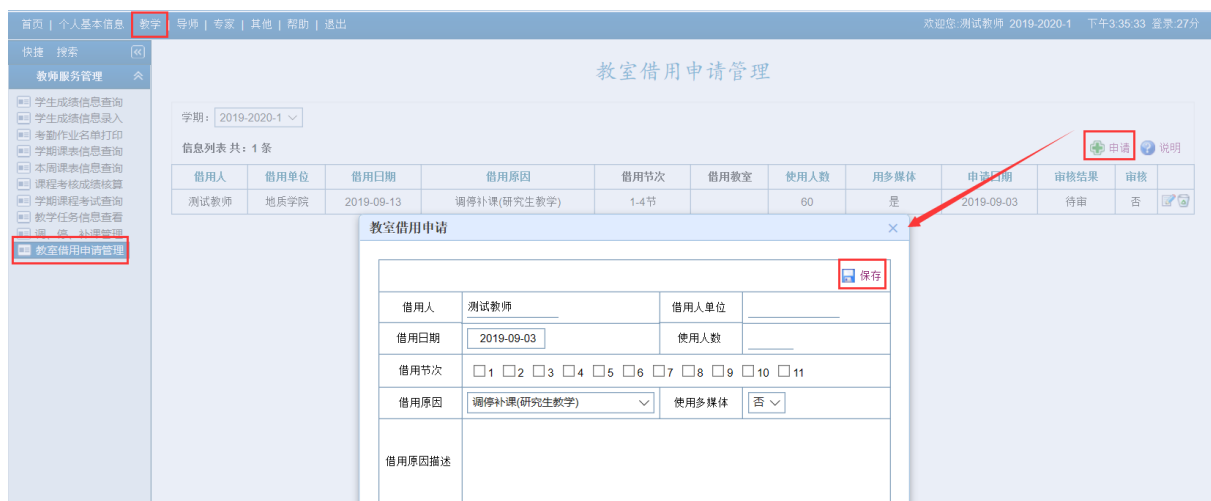 首页 | 个人基本信息 | 教学 | 导师 | 专家 | 其他 | 帮助 | 退出
欢迎您:测试教师 2019-2020-1 下午3:35:33 登录:27分
快捷 搜索
教师服务管理
学生成绩信息查询
学生成绩信息录入
考勤作业名单打印
学期课表信息查询
本周课表信息查询
课程考核成绩核算
学期课程考试查询
教学任务信息查看
调、停、补课管理
教室借用申请管理
教室借用申请管理
学期: 2019-2020-1
信息列表 共: 1 条
申请 说明
借用人 借用单位 借用日期 借用原因 借用节次 借用教室 使用人数 用多媒体 申请日期 审核结果 审核
测试教师 地质学院 2019-09-13 调停补课(研究生教学) 1-4节 60 是 2019-09-03 待审 否
教室借用申请
保存
借用人 测试教师 借用人单位
借用日期 2019-09-03 使用人数
借用节次 1 2 3 4 5 6 7 8 9 10 11
借用原因 调停补课(研究生教学) 使用多媒体 否
借用原因描述